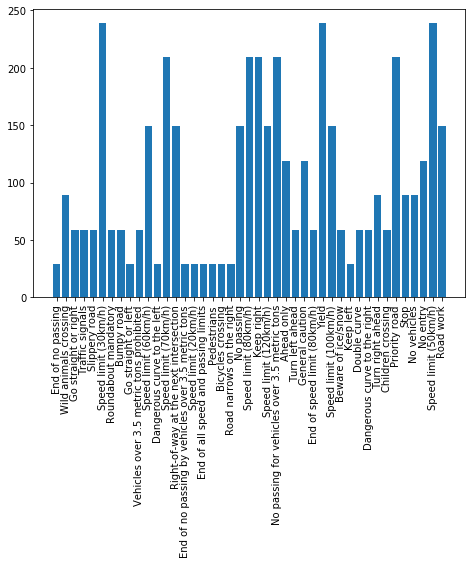 250
200
150
100
50
0
End of no passing
Wild animals crossing
Go straight or right
Traffic signals
Slippery road
Speed limit (30km/h)
Roundabout mandatory
Bumpy road
Go straight or left
Vehicles over 3.5 metric tons prohibited
Speed limit (60km/h)
Dangerous curve to the left
Speed limit (70km/h)
Right-of-way at the next intersection
End of no passing by vehicles over 3.5 metric tons
Speed limit (20km/h)
End of all speed and passing limits
Pedestrians
Bicycles crossing
Road narrows on the right
No passing
Speed limit (80km/h)
Keep right
Speed limit (120km/h)
No passing for vehicles over 3.5 metric tons
Ahead only
Turn left ahead
General caution
End of speed limit (80km/h)
Yield
Speed limit (100km/h)
Beware of ice/snow
Keep left
Double curve
Dangerous curve to the right
Turn right ahead
Children crossing
Priority road
Stop
No vehicles
No entry
Speed limit (50km/h)
Road work